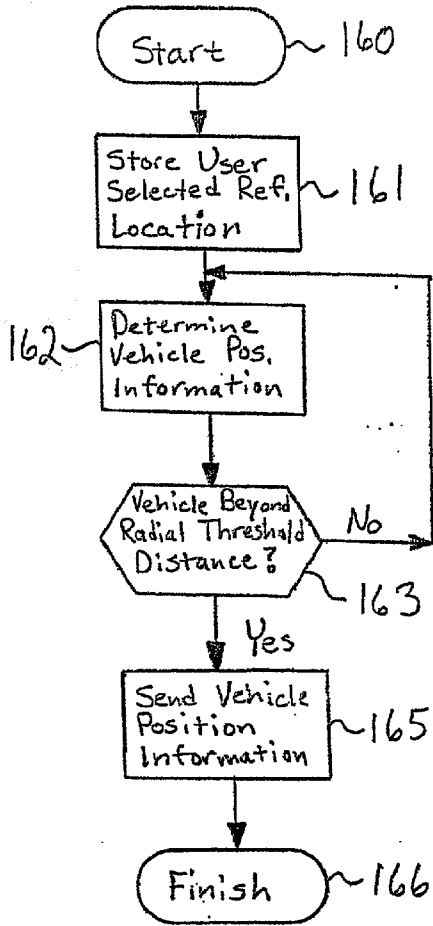 Start
160
Store User
Selected Ref.
Location
161
162
Determine
Vehicle Pos.
Information
Vehicle Beyond
Radial Threshold
Distance?
No
163
Yes
Send Vehicle
Position
Information
165
Finish
166